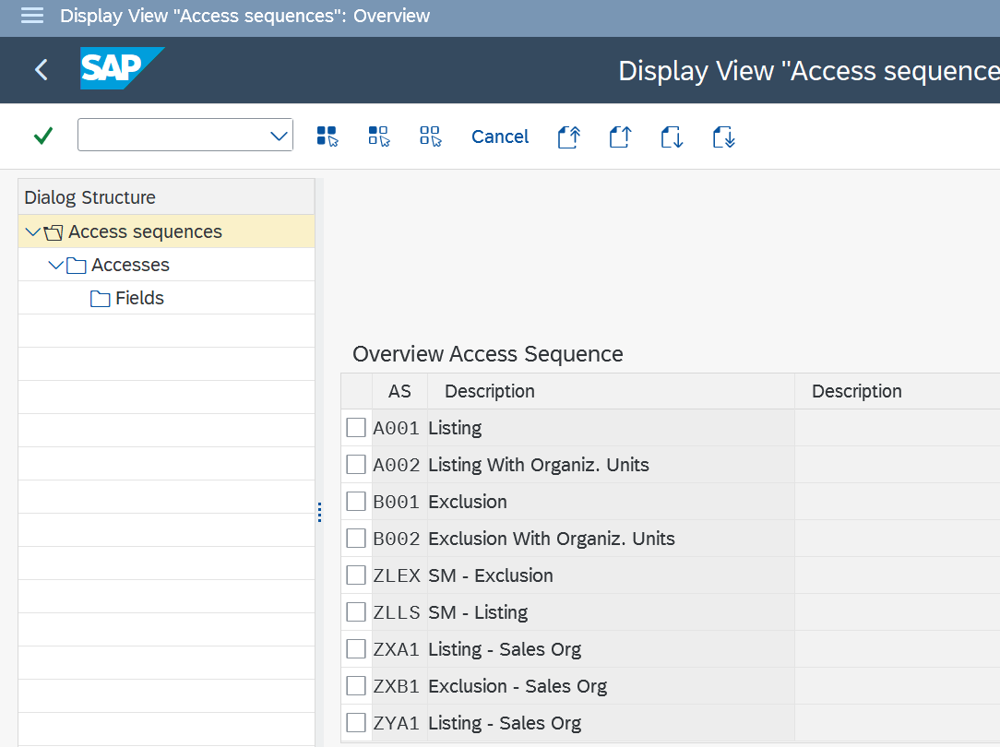 Display View "Access sequences": Overview
SAP
Display View "Access sequence
Cancel
Dialog Structure
Access sequences
Accesses
Fields
Overview Access Sequence
AS Description Description
A001 Listing
A002 Listing With Organiz. Units
B001 Exclusion
B002 Exclusion With Organiz. Units
ZLEX SM - Exclusion
ZLLS SM - Listing
ZXA1 Listing - Sales Org
ZXB1 Exclusion - Sales Org
ZYA1 Listing - Sales Org